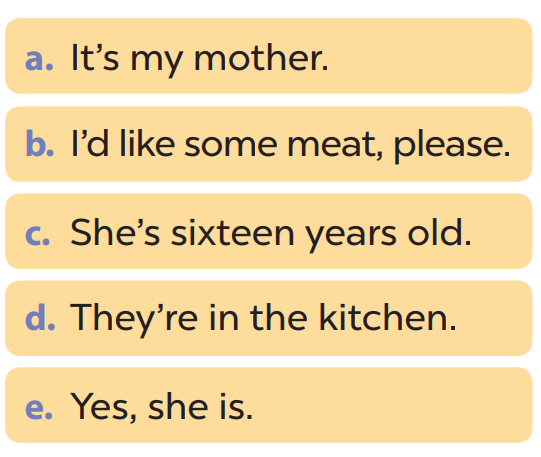 a. It’s my mother.
b. I’d like some meat, please.
c. She’s sixteen years old.
d. They’re in the kitchen.
e. Yes, she is.